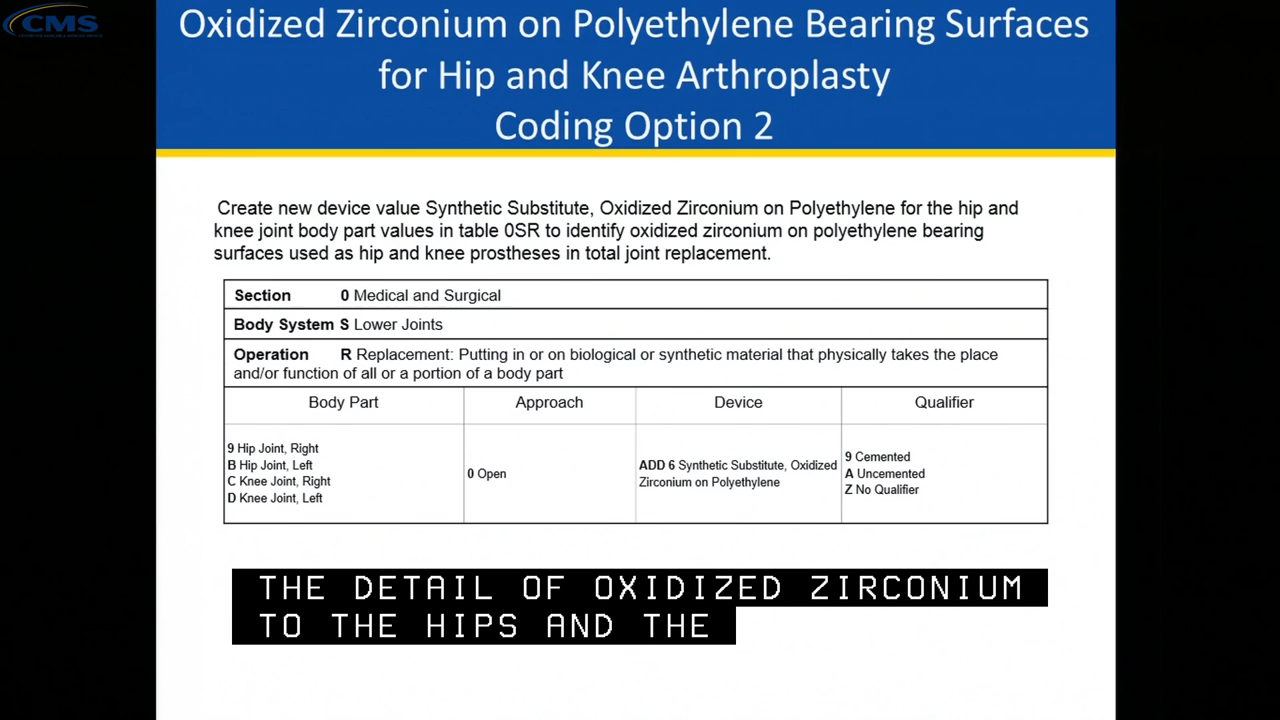 CMS
Oxidized Zirconium on Polyethylene Bearing Surfaces
for Hip and Knee Arthroplasty
Coding Option 2
Create new device value Synthetic Substitute, Oxidized Zirconium on Polyethylene for the hip and
knee joint body part values in table 0SR to identify oxidized zirconium on polyethylene bearing
surfaces used as hip and knee prostheses in total joint replacement.
Section 0 Medical and Surgical
Body System S Lower Joints
Operation R Replacement: Putting in or on biological or synthetic material that physically takes the place
and/or function of all or a portion of a body part
Body Part Approach Device Qualifier
9 Hip Joint, Right
B Hip Joint, Left
C Knee Joint, Right
D Knee Joint, Left
0 Open
ADD 6 Synthetic Substitute, Oxidized
Zirconium on Polyethylene
9 Cemented
A Uncemented
Z No Qualifier
THE DETAIL OF OXIDIZED ZIRCONIUM
TO THE HIPS AND THE